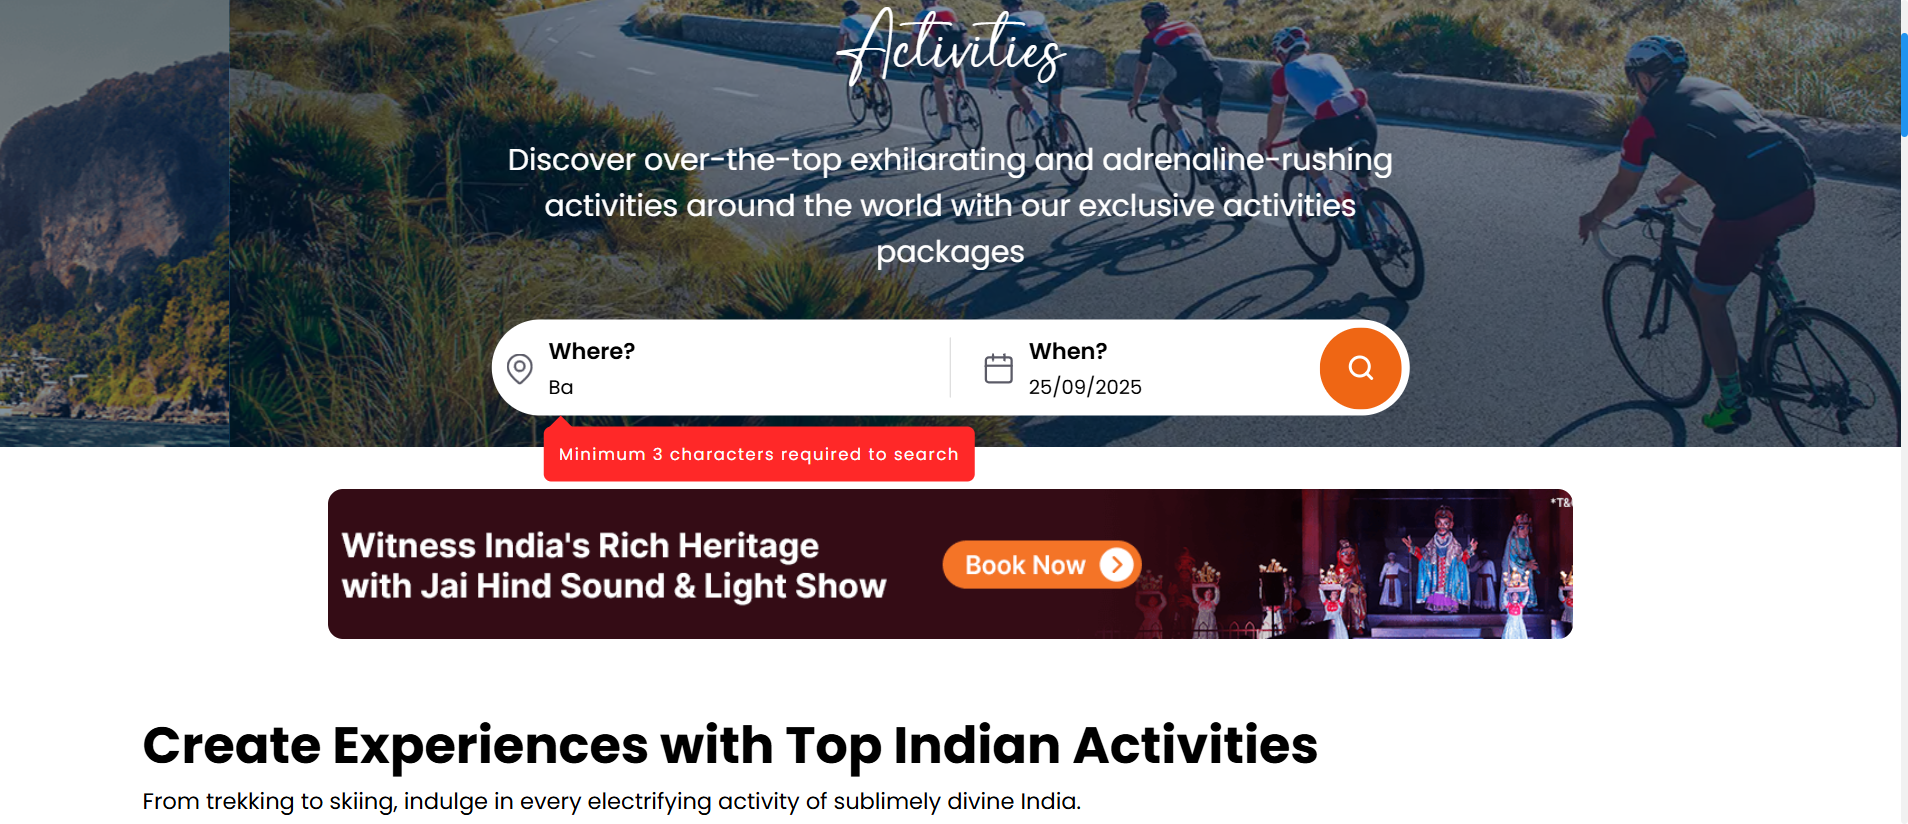 Activities
Discover over-the-top exhilarating and adrenaline-rushing
activities around the world with our exclusive activities
packages
Where?
Ba
When?
25/09/2025
Minimum 3 characters required to search
Witness India's Rich Heritage
with Jai Hind Sound & Light Show
Book Now
Create Experiences with Top Indian Activities
From trekking to skiing, indulge in every electrifying activity of sublimely divine India.